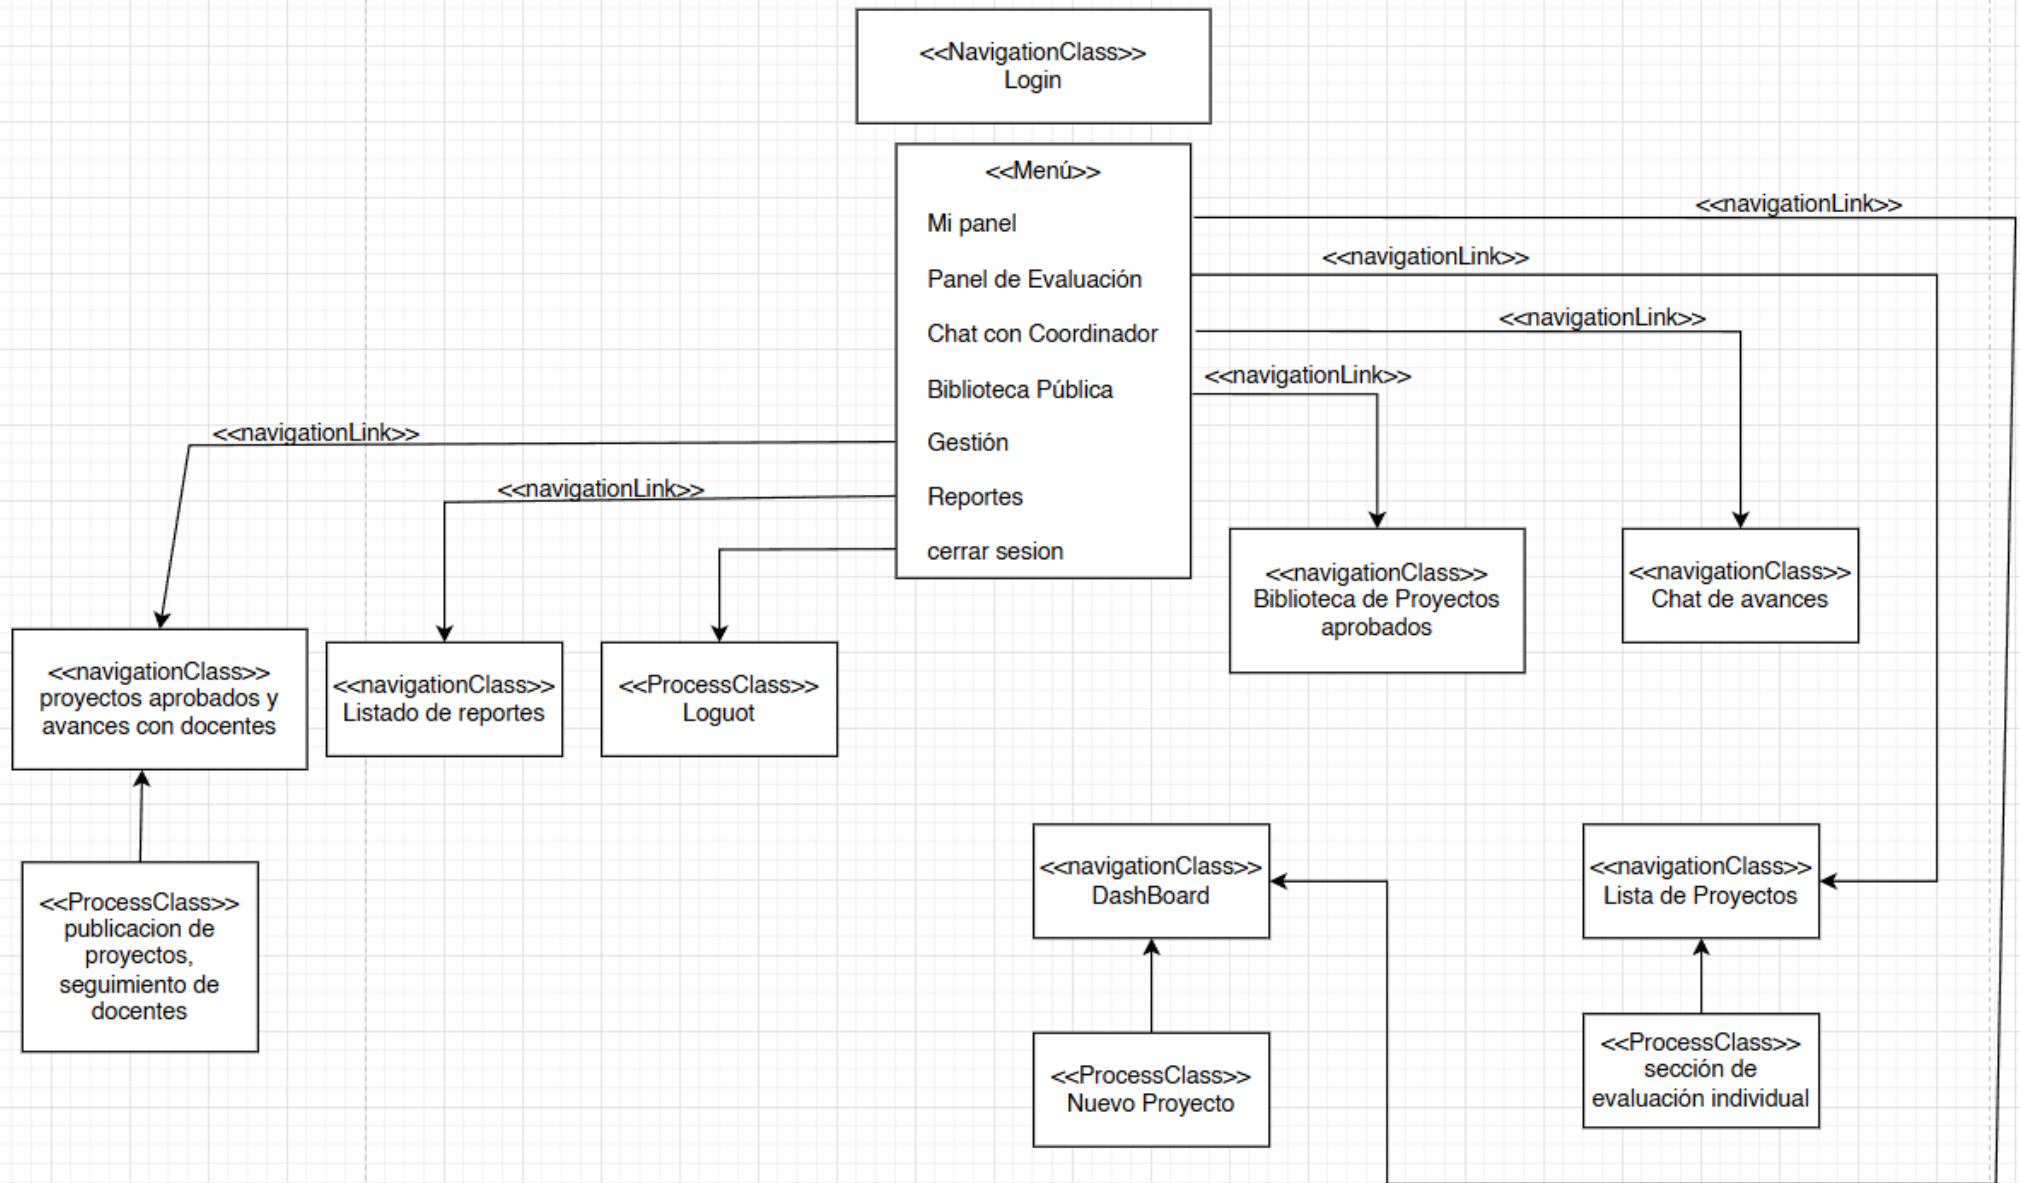 <<NavigationClass>>
Login
<<Menú>>
Mi panel
Panel de Evaluación
Chat con Coordinador
Biblioteca Pública
Gestión
Reportes
cerrar sesion
<<navigationLink>>
<<navigationLink>>
<<navigationLink>>
<<navigationLink>>
<<navigationLink>>
<<navigationLink>>
<<navigationClass>>
Biblioteca de Proyectos
aprobados
<<navigationClass>>
Chat de avances
<<navigationClass>>
proyectos aprobados y
avances con docentes
<<navigationClass>>
Listado de reportes
<<ProcessClass>>
Loguot
<<ProcessClass>>
publicacion de
proyectos,
seguimiento de
docentes
<<navigationClass>>
DashBoard
<<navigationClass>>
Lista de Proyectos
<<ProcessClass>>
Nuevo Proyecto
<<ProcessClass>>
sección de
evaluación individual